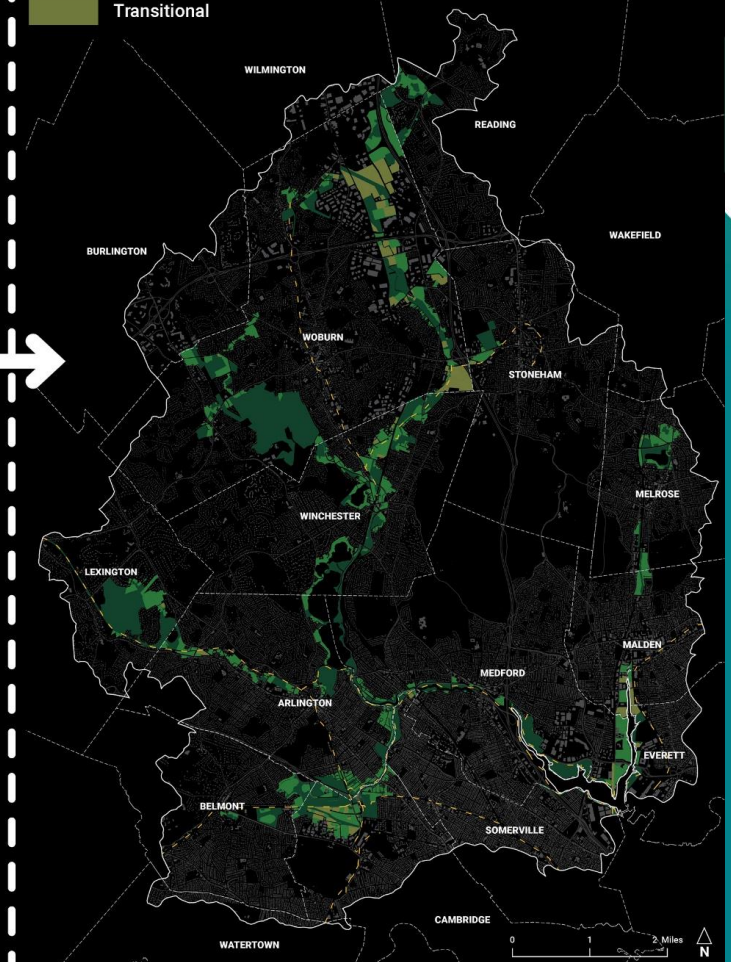 Transitional
WILMINGTON
READING
WAKEFIELD
BURLINGTON
WOBURN
STONEHAM
MELROSE
WINCHESTER
LEXINGTON
MALDEN
MEDFORD
ARLINGTON
EVERETT
BELMONT
SOMERVILLE
CAMBRIDGE
WATERTOWN
0 1 2 Miles
N